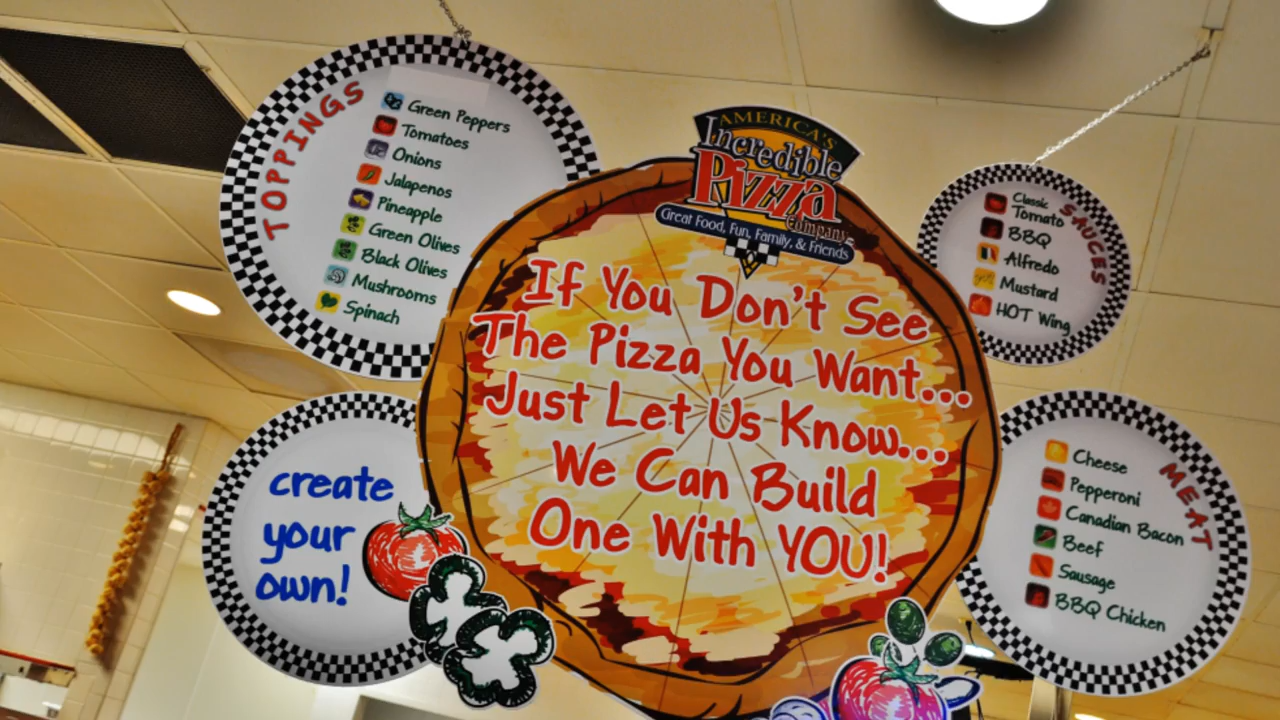 TOPPINGS
Green Peppers
Tomatoes
Onions
Jalapenos
Pineapple
Green Olives
Black Olives
Mushrooms
Spinach
create
your
own!
AMERICA'S
Incredible
Pizza
Company
Great Food, Fun, Family, & Friends
If You Don't See
The Pizza You Want...
Just Let Us Know...
We Can Build
One With YOU!
SAUCES
Classic
Tomato
BBQ
Alfredo
Mustard
HOT Wing
MEAT
Cheese
Pepperoni
Canadian Bacon
Beef
Sausage
BBQ Chicken